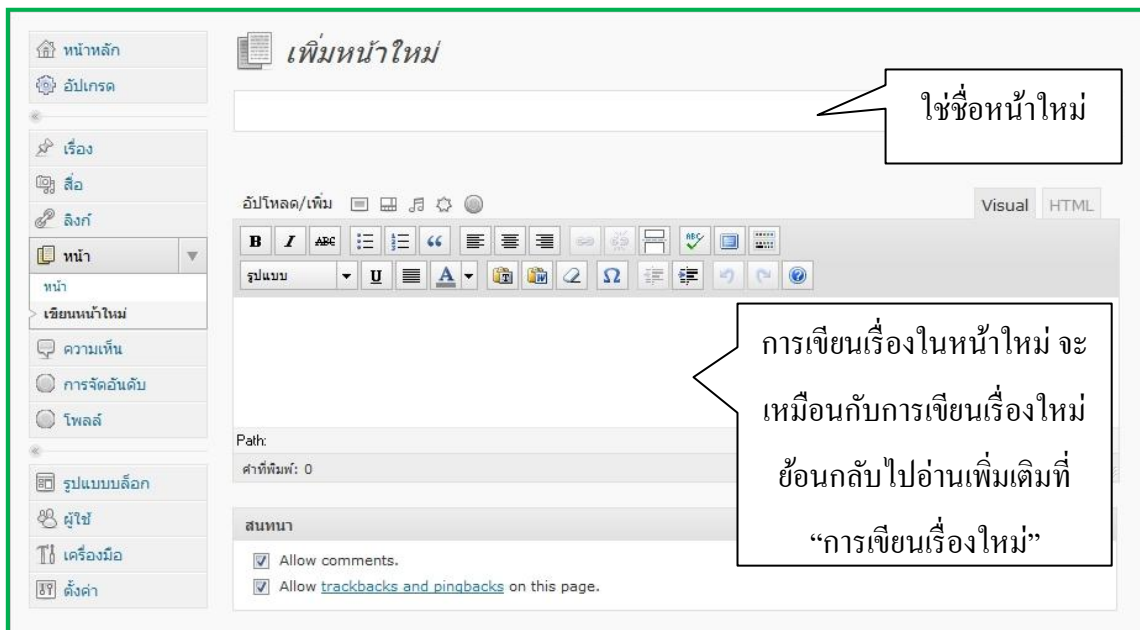 หน้าหลัก
อัปเกรด
เรื่อง
สื่อ
ลิงก์
หน้า
หน้า
เขียนหน้าใหม่
ความเห็น
การจัดอันดับ
โพลล์
รูปแบบบล็อก
ผู้ใช้
เครื่องมือ
ตั้งค่า
เพิ่มหน้าใหม่
ใช่ชื่อหน้าใหม่
อัปโหลด/เพิ่ม
Visual HTML
B I ABC ABC
รูปแบบ U A T W Ω
การเขียนเรื่องในหน้าใหม่ จะ
เหมือนกับการเขียนเรื่องใหม่
ย้อนกลับไปอ่านเพิ่มเติมที่
“การเขียนเรื่องใหม่”
Path:
คำที่พิมพ์: 0
สนทนา
Allow comments.
Allow trackbacks and pingbacks on this page.